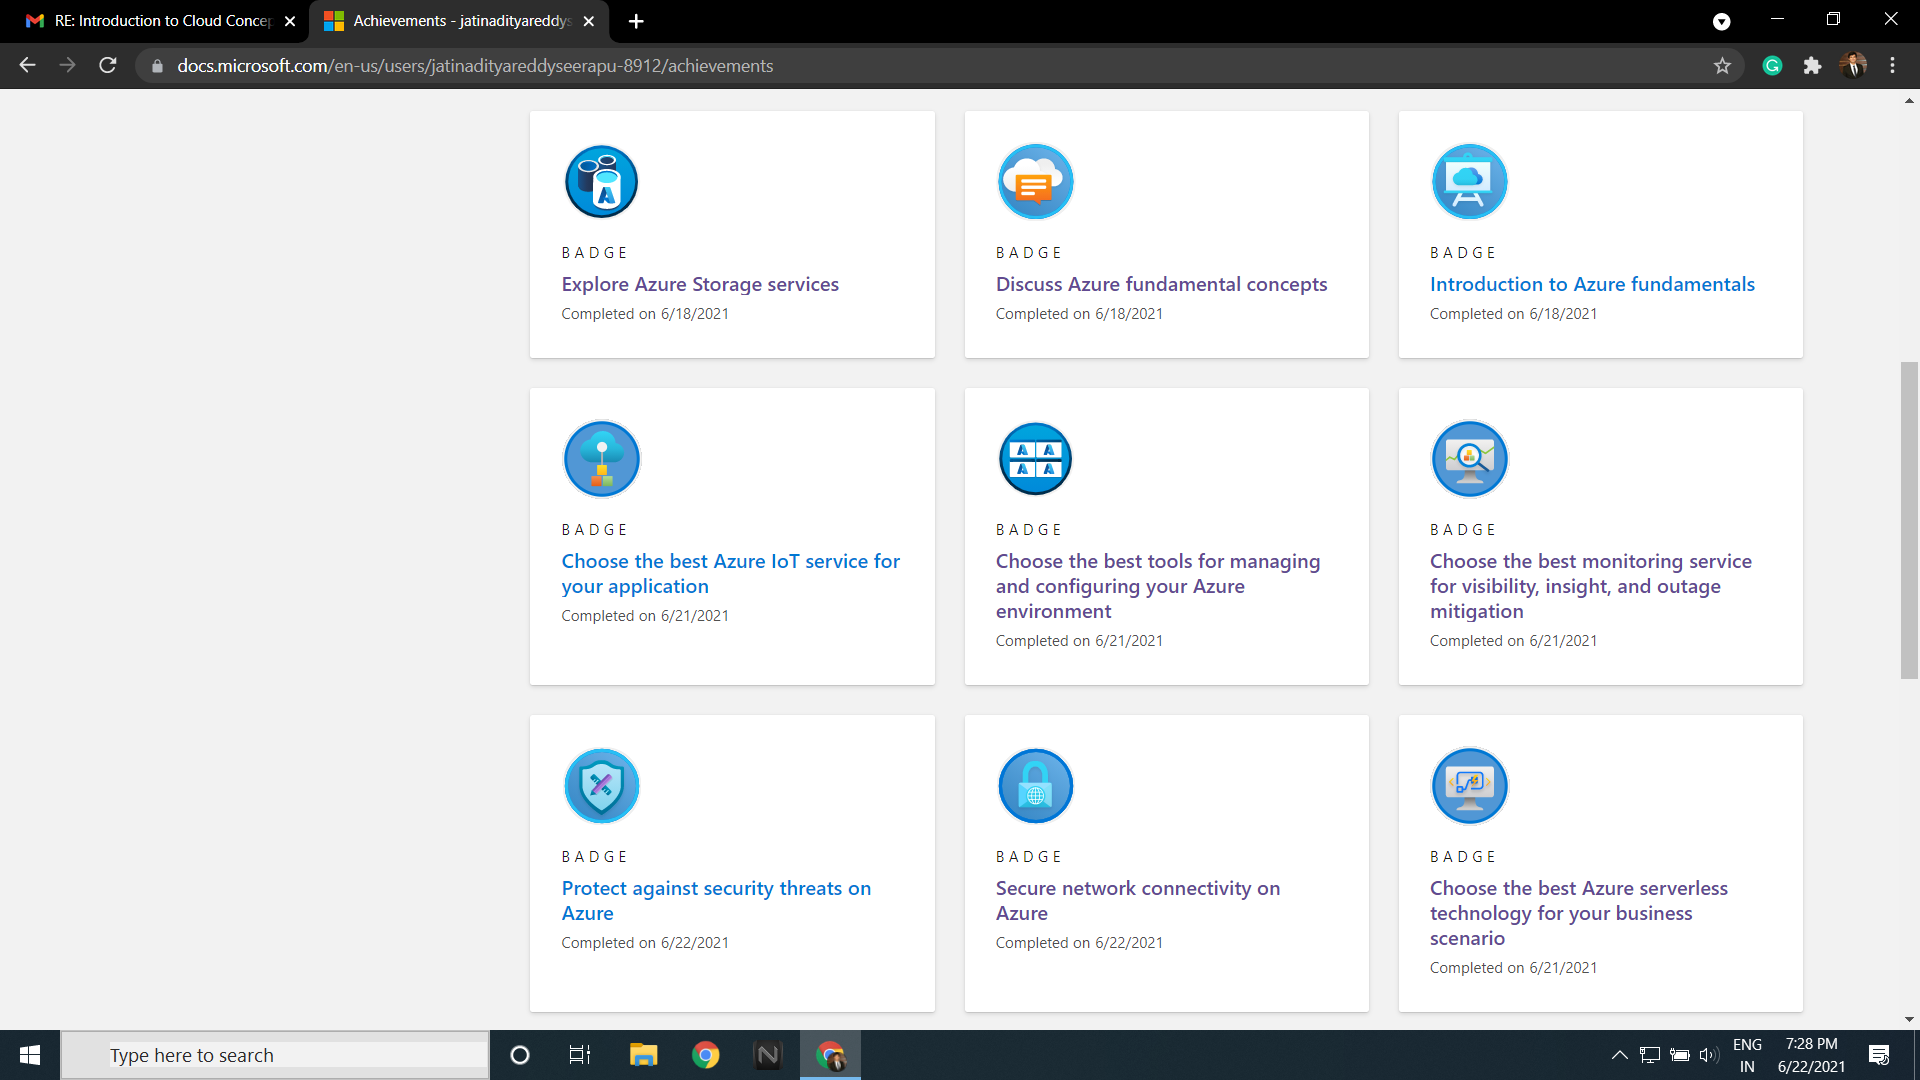 RE: Introduction to Cloud Concep
Achievements - jatinadityareddys
docs.microsoft.com/en-us/users/jatinadityareddyseerapu-8912/achievements
BADGE
Explore Azure Storage services
Completed on 6/18/2021
BADGE
Discuss Azure fundamental concepts
Completed on 6/18/2021
BADGE
Introduction to Azure fundamentals
Completed on 6/18/2021
BADGE
Choose the best Azure IoT service for
your application
Completed on 6/21/2021
BADGE
Choose the best tools for managing
and configuring your Azure
environment
Completed on 6/21/2021
BADGE
Choose the best monitoring service
for visibility, insight, and outage
mitigation
Completed on 6/21/2021
BADGE
Protect against security threats on
Azure
Completed on 6/22/2021
BADGE
Secure network connectivity on
Azure
Completed on 6/22/2021
BADGE
Choose the best Azure serverless
technology for your business
scenario
Completed on 6/21/2021
Type here to search
ENG
IN
7:28 PM
6/22/2021